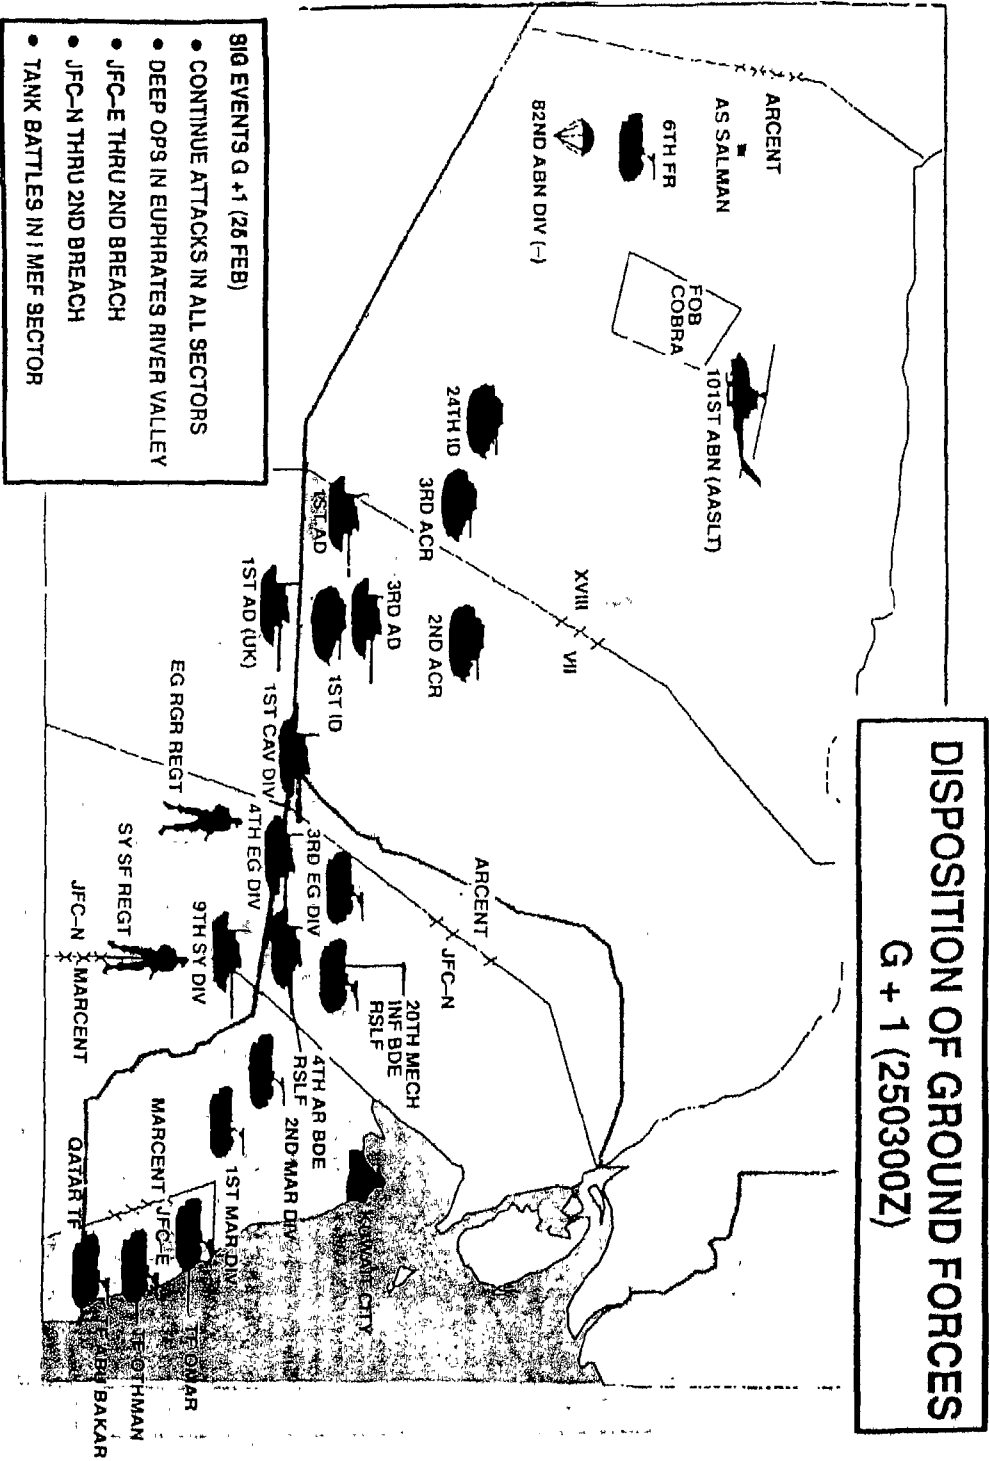 DISPOSITION OF GROUND FORCES
G + 1 (250300Z)
ARCENT
AS SALMAN
6TH FR
82ND ABN DIV (–)
FOB
COBRA
101ST ABN (AASLT)
24TH ID
3RD ACR
2ND ACR
XVIII
VII
1ST AD
3RD AD
1ST ID
1ST AD (UK)
1ST CAV DIV
EG RGR REGT
4TH EG DIV
3RD EG DIV
ARCENT
JFC–N
20TH MECH
INF BDE
RSLF
SY SF REGT
9TH SY DIV
4TH AR BDE
RSLF
JFC–N
MARCENT
2ND MAR DIV
1ST MAR DIV
KUWAIT CITY
MARCENT
JFC–E
QATAR TF
TF OMAR
TF OTHMAN
TF ABU BAKAR
SIG EVENTS G +1 (25 FEB)
• CONTINUE ATTACKS IN ALL SECTORS
• DEEP OPS IN EUPHRATES RIVER VALLEY
• JFC–E THRU 2ND BREACH
• JFC–N THRU 2ND BREACH
• TANK BATTLES IN I MEF SECTOR